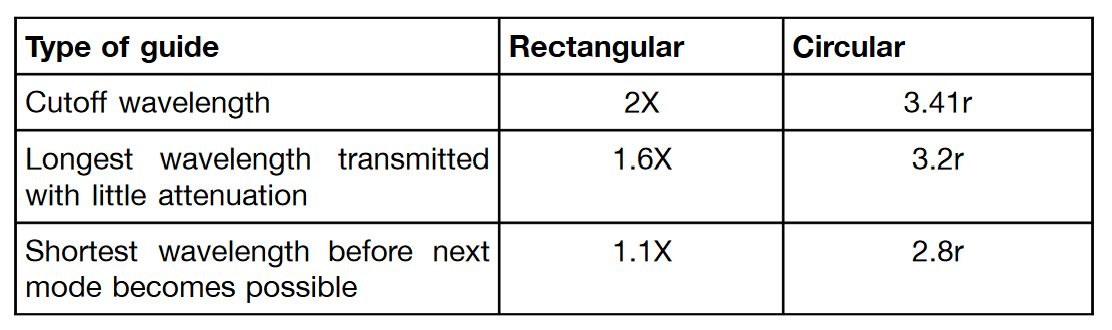 Type of guide Rectangular Circular
Cutoff wavelength 2X 3.41r
Longest wavelength transmitted 1.6X 3.2r
with little attenuation
Shortest wavelength before next 1.1X 2.8r
mode becomes possible